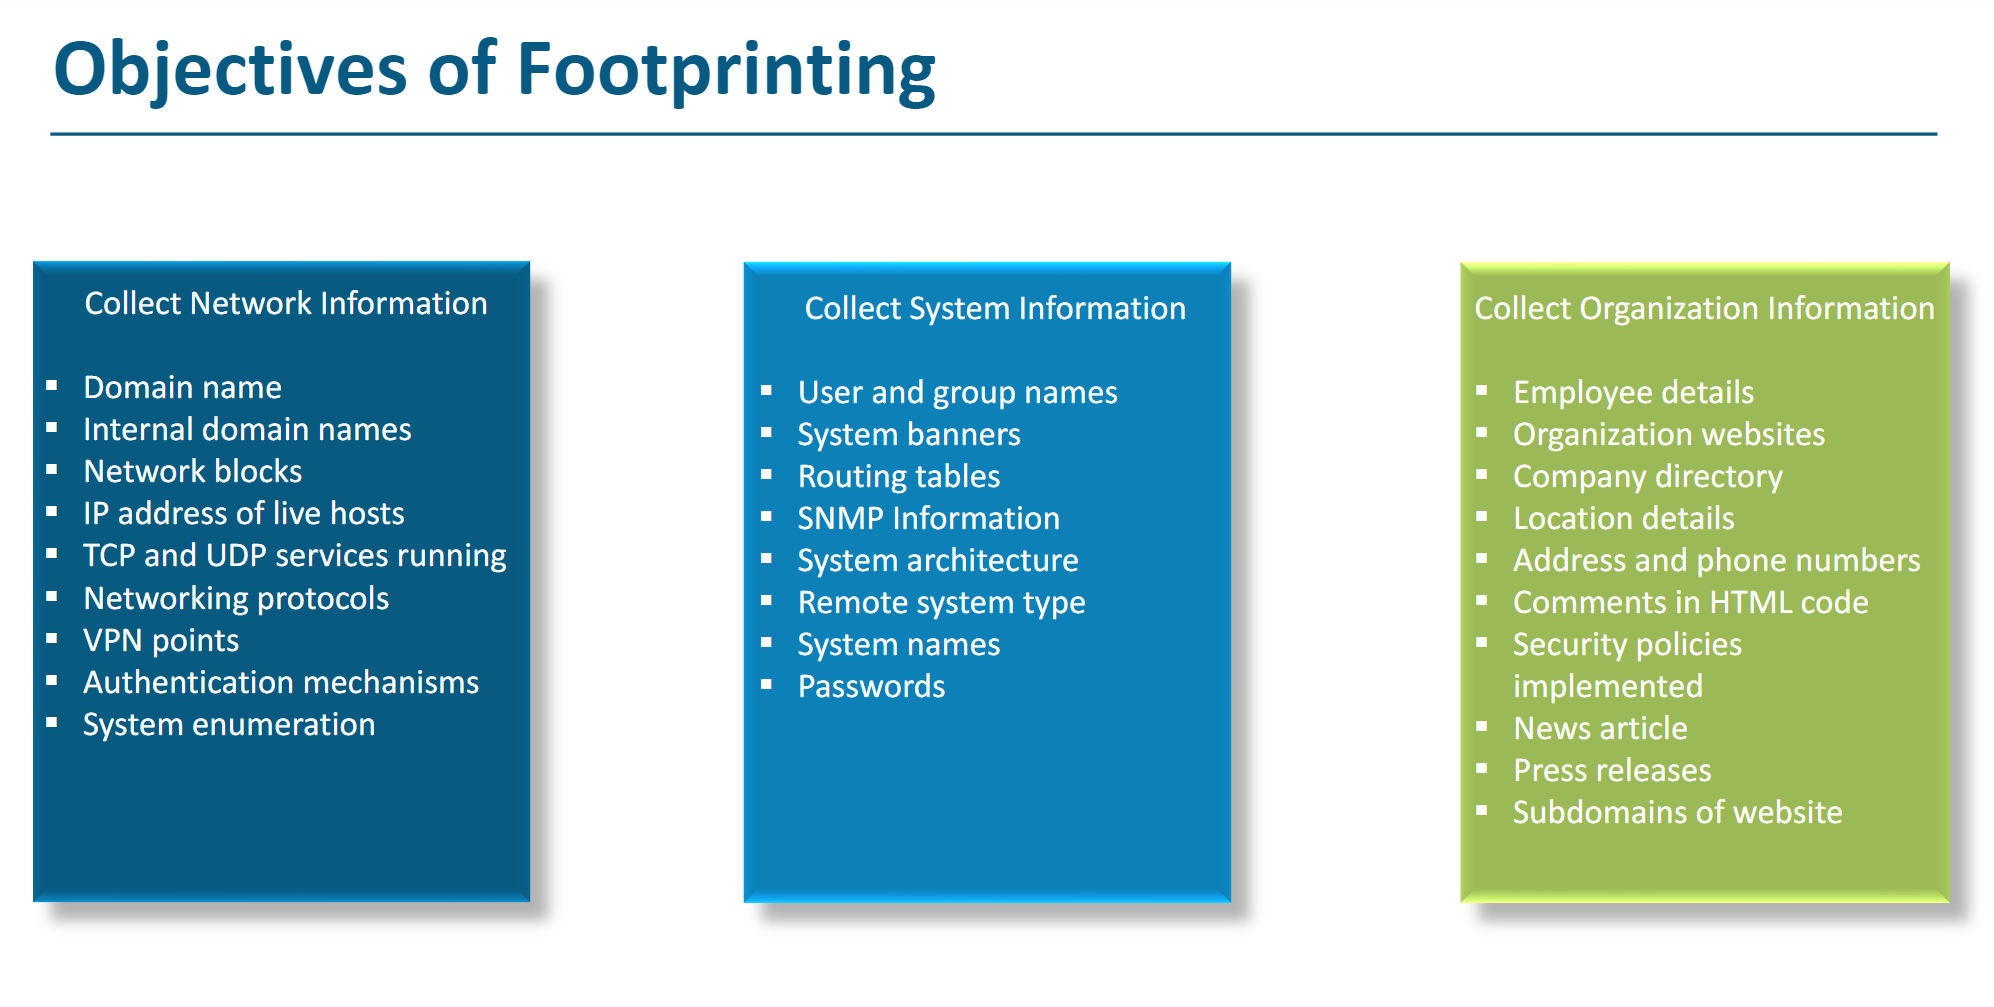 Objectives of Footprinting
Collect Network Information
▪ Domain name
▪ Internal domain names
▪ Network blocks
▪ IP address of live hosts
▪ TCP and UDP services running
▪ Networking protocols
▪ VPN points
▪ Authentication mechanisms
▪ System enumeration
Collect System Information
▪ User and group names
▪ System banners
▪ Routing tables
▪ SNMP Information
▪ System architecture
▪ Remote system type
▪ System names
▪ Passwords
Collect Organization Information
▪ Employee details
▪ Organization websites
▪ Company directory
▪ Location details
▪ Address and phone numbers
▪ Comments in HTML code
▪ Security policies
implemented
▪ News article
▪ Press releases
▪ Subdomains of website